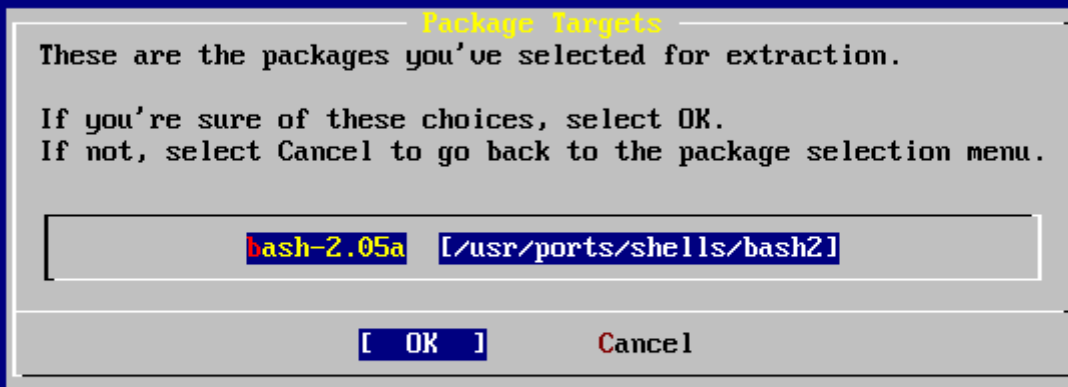 Package Targets
These are the packages you've selected for extraction.
If you're sure of these choices, select OK.
If not, select Cancel to go back to the package selection menu.
bash-2.05a [/usr/ports/shells/bash2]
[ OK ] Cancel